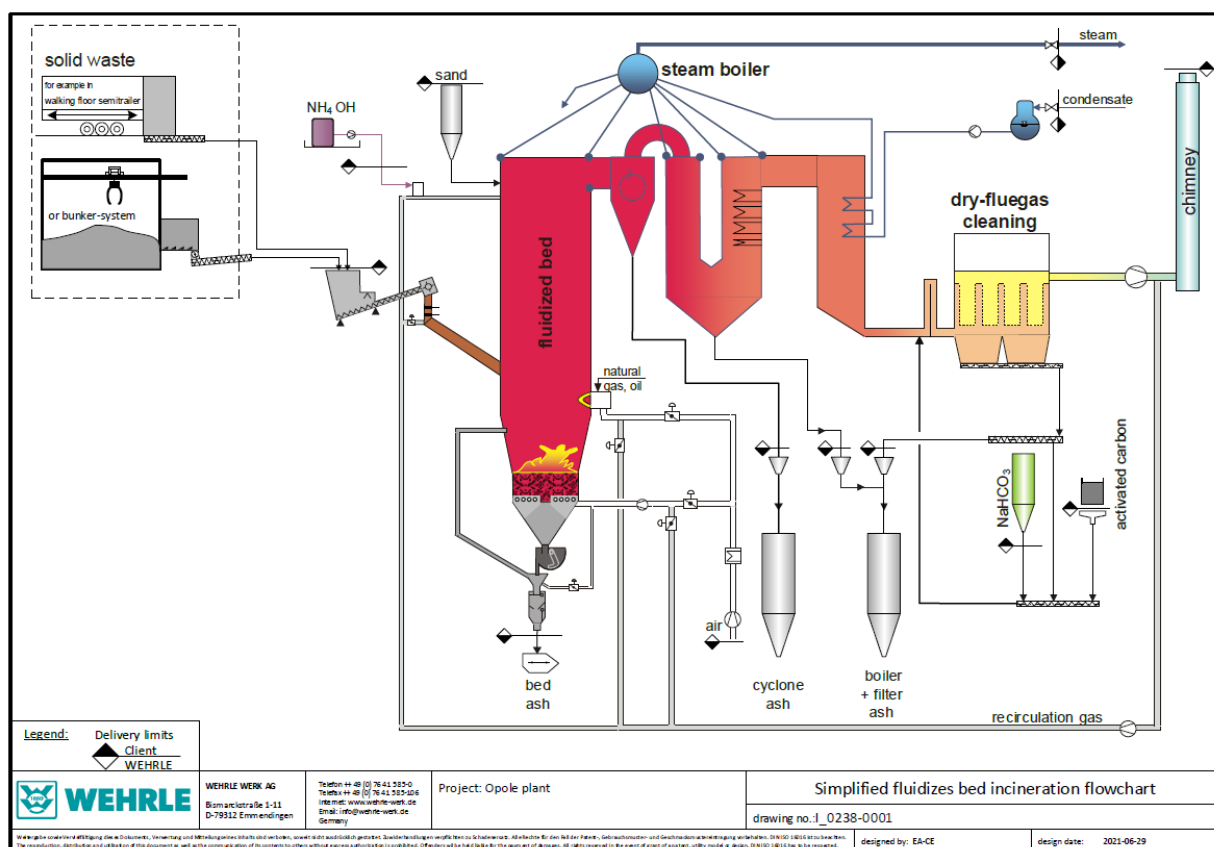 solid waste
for example in
walking floor semitrailer
or bunker-system
NH4 OH
sand
steam boiler
steam
condensate
chimney
dry-fluegas
cleaning
fluidized bed
natural
gas, oil
NaHCO3
activated carbon
air
bed
ash
cyclone
ash
boiler
+ filter
ash
recirculation gas
Legend:
Delivery limits
Client
WEHRLE
WEHRLE
WEHRLE WERK AG
Bismarckstraße 1-11
D-79312 Emmendingen
Telefon ++ 49 (0) 76 41 585-0
Telefax ++ 49 (0) 76 41 585-106
Internet: www.wehrle-werk.de
Email: info@wehrle-werk.de
Germany
Project: Opole plant
Simplified fluidizes bed incineration flowchart
drawing no.:I_0238-0001
designed by: EA-CE
design date: 2021-06-29